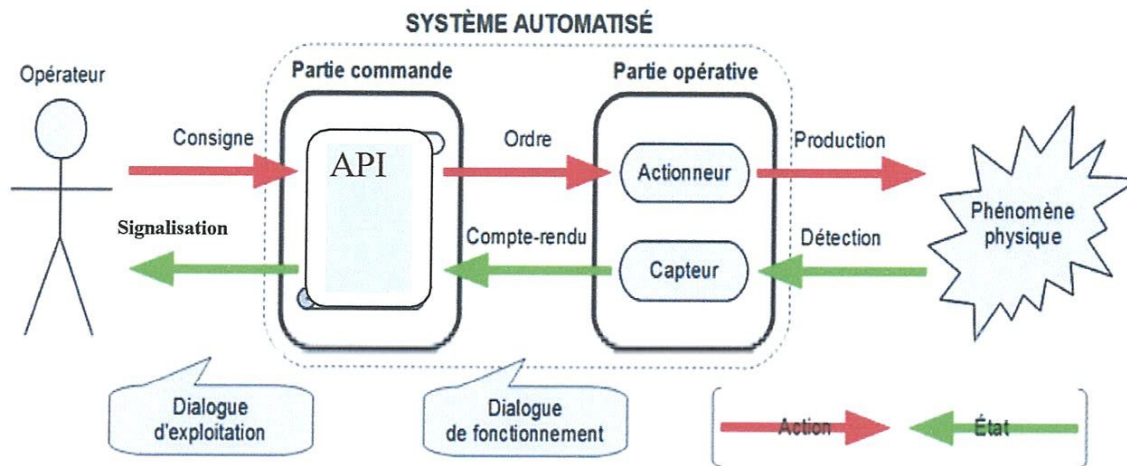 SYSTÈME AUTOMATISÉ
Opérateur
Partie commande
Partie opérative
Consigne
API
Ordre
Actionneur
Production
Phénomène
physique
Signalisation
Compte-rendu
Capteur
Détection
Dialogue
d'exploitation
Dialogue
de fonctionnement
Action
État